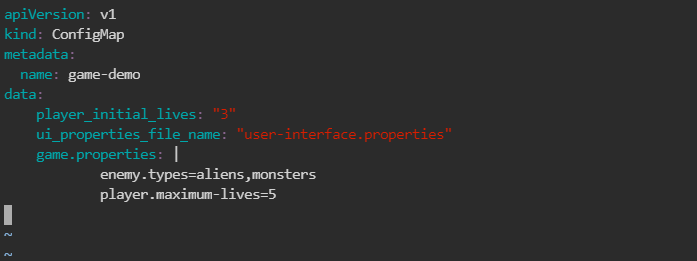 apiVersion: v1
kind: ConfigMap
metadata:
  name: game-demo
data:
    player_initial_lives: "3"
    ui_properties_file_name: "user-interface.properties"
    game.properties: |
            enemy.types=aliens,monsters
            player.maximum-lives=5
~
~